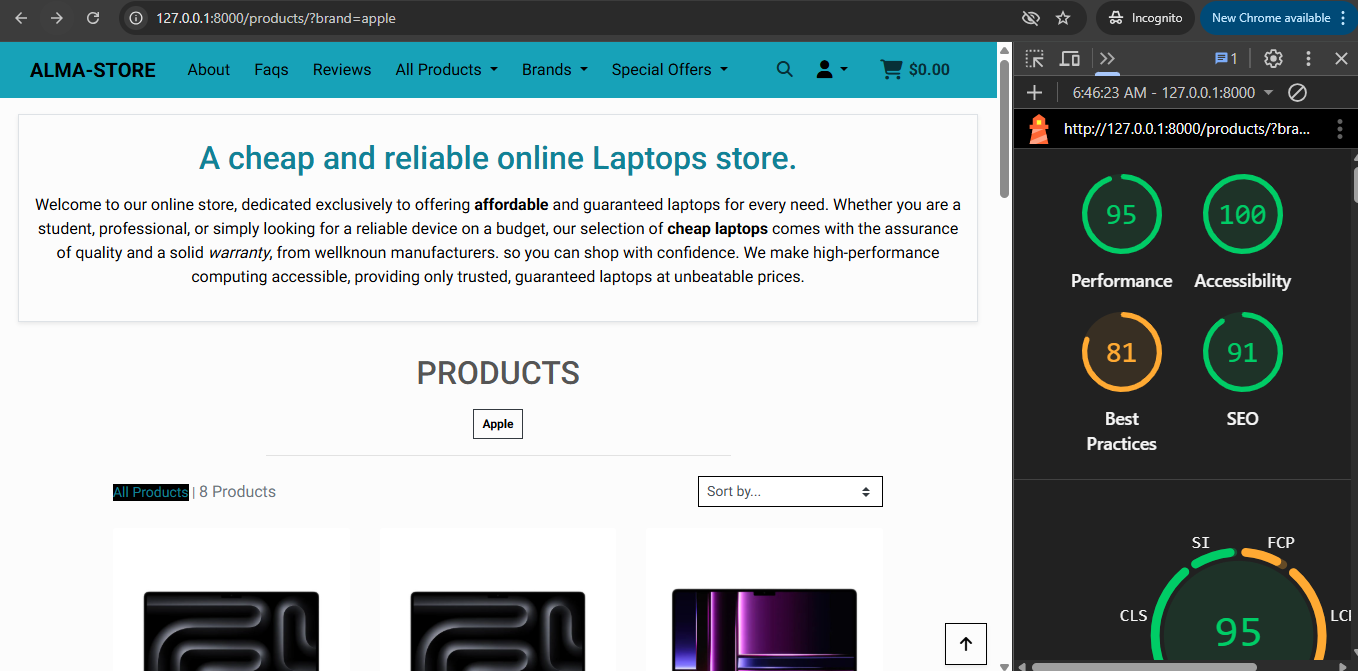 127.0.0.1:8000/products/?brand=apple
Incognito
New Chrome available
ALMA-STORE
About
Faqs
Reviews
All Products
Brands
Special Offers
$0.00
1
6:46:23 AM - 127.0.0.1:8000
http://127.0.0.1:8000/products/?bra...
A cheap and reliable online Laptops store.
Welcome to our online store, dedicated exclusively to offering affordable and guaranteed laptops for every need. Whether you are a
student, professional, or simply looking for a reliable device on a budget, our selection of cheap laptops comes with the assurance
of quality and a solid warranty, from wellknoun manufacturers. so you can shop with confidence. We make high-performance
computing accessible, providing only trusted, guaranteed laptops at unbeatable prices.
PRODUCTS
Apple
All Products | 8 Products
Sort by...
95
Performance
100
Accessibility
81
Best
Practices
91
SEO
SI
FCP
CLS
LCI
95